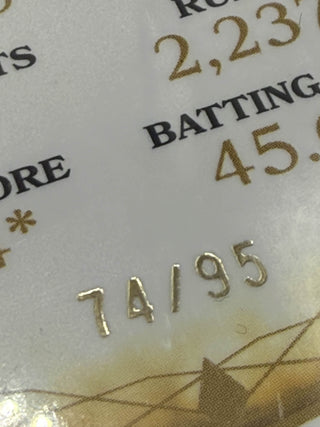 2,23
TS
BATTING
45.
ORE
*
74/95